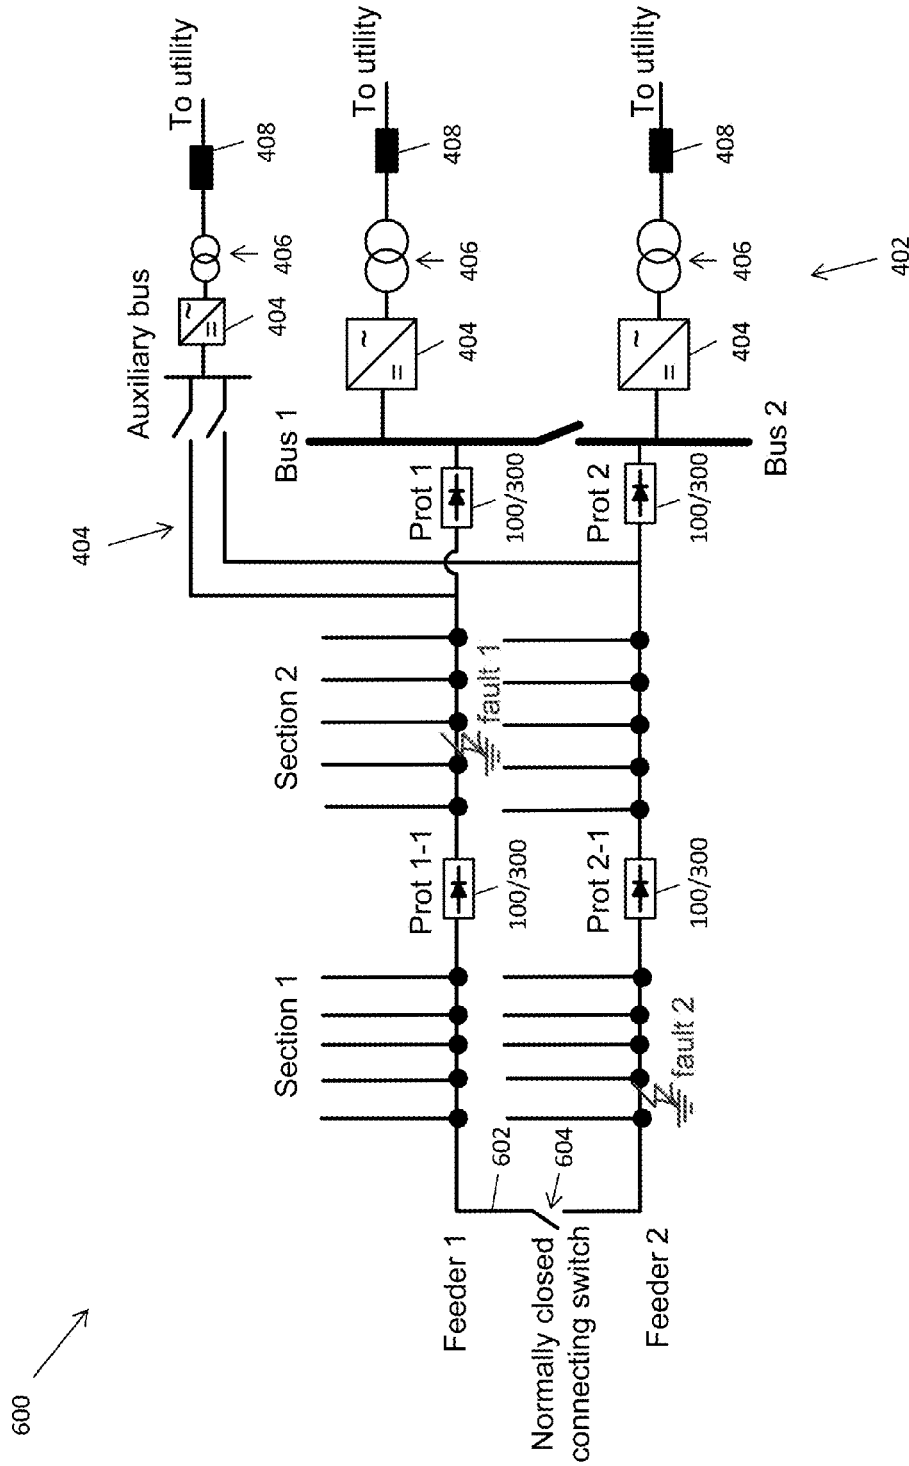 600
Feeder 1
Normally closed
connecting switch
Feeder 2
602
604
Section 1
fault 2
Prot 1-1
100/300
Prot 2-1
100/300
Section 2
fault 1
404
Prot 1
100/300
Prot 2
100/300
Bus 1
Bus 2
Auxiliary bus
404
406
408
To utility
404
406
408
To utility
404
406
408
To utility
402